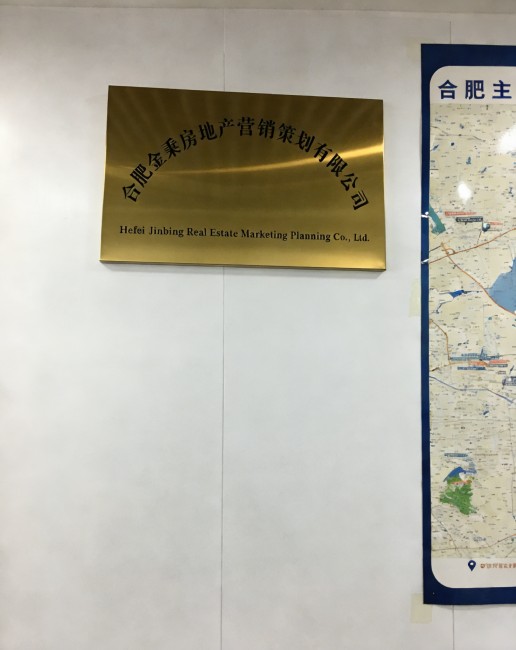 合肥金秉房地产营销策划有限公司
Hefei Jinbing Real Estate Marketing Planning Co., Ltd.
合肥主